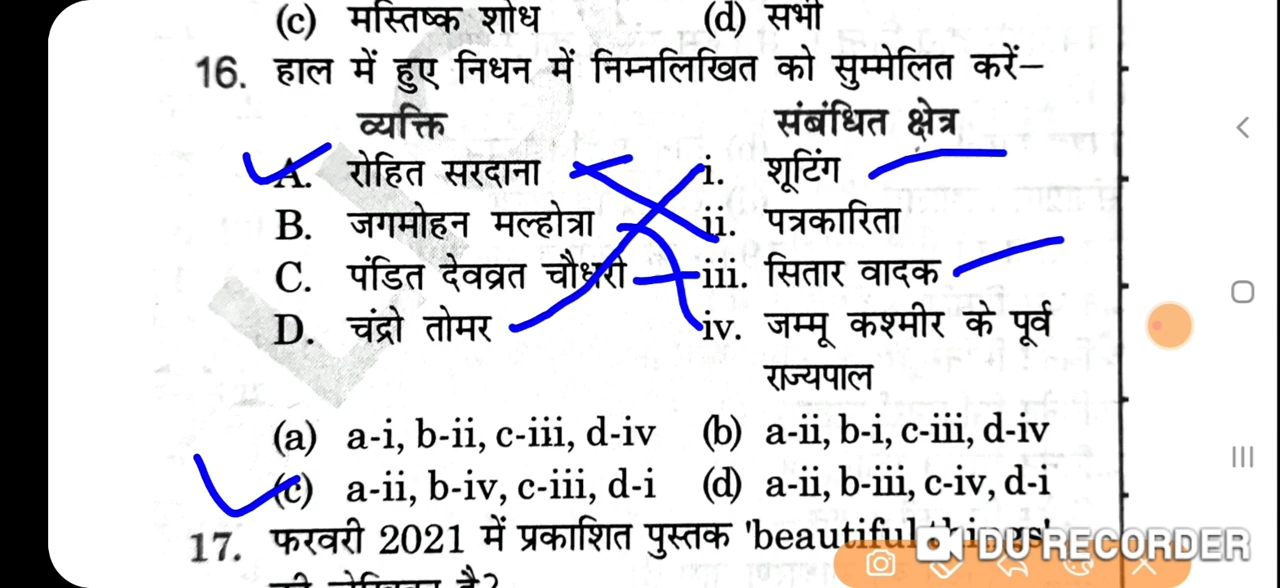 (c) मस्तिष्क शोध (d) सभी
16. हाल में हुए निधन में निम्नलिखित को सुम्मेलित करें–
व्यक्ति संबंधित क्षेत्र
A. रोहित सरदाना i. शूटिंग
B. जगमोहन मल्होत्रा ii. पत्रकारिता
C. पंडित देवव्रत चौधरी iii. सितार वादक
D. चंद्रो तोमर iv. जम्मू कश्मीर के पूर्व
राज्यपाल
(a) a-i, b-ii, c-iii, d-iv (b) a-ii, b-i, c-iii, d-iv
(c) a-ii, b-iv, c-iii, d-i (d) a-ii, b-iii, c-iv, d-i
17. फरवरी 2021 में प्रकाशित पुस्तक 'beautiful things'
DU RECORDER